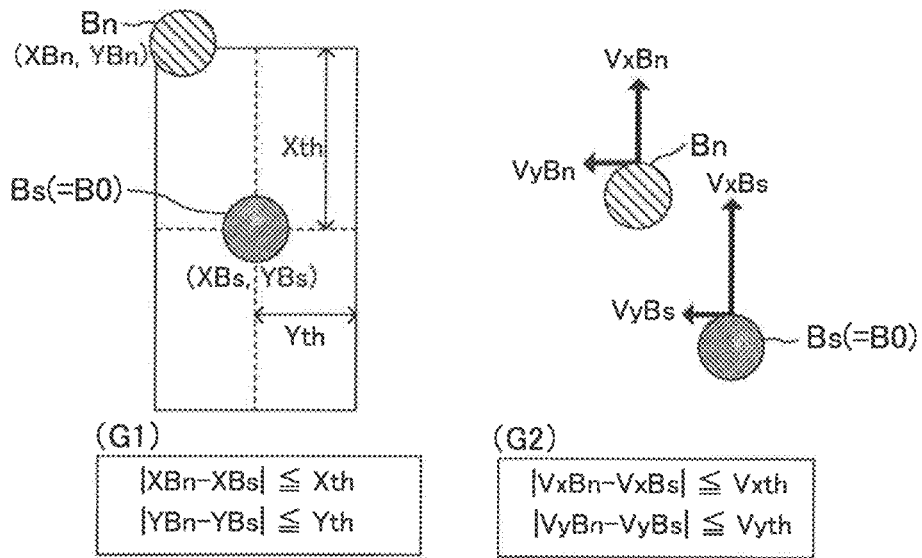 Bn
(XBn, YBn)
Xth
Bs(=B0)
(XBs, YBs)
Yth
(G1)
|XBn-XBs| ≦ Xth
|YBn-YBs| ≦ Yth
VxBn
VyBn
Bn
VxBs
VyBs
Bs(=B0)
(G2)
|VxBn-VxBs| ≦ Vxth
|VyBn-VyBs| ≦ Vyth